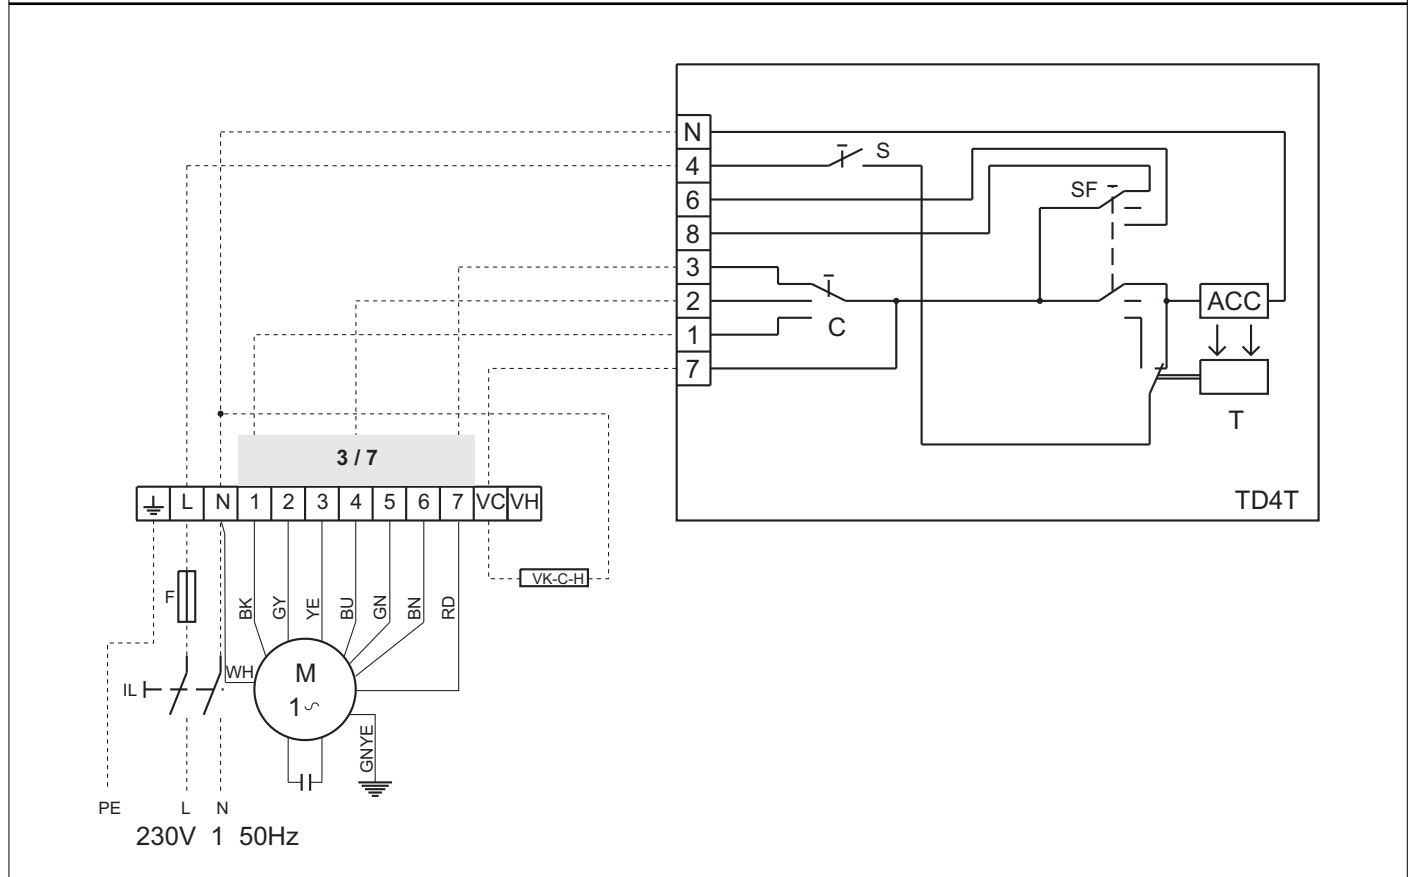 N
4
6
8
3
2
1
7
S
SF
C
ACC
T
TD4T
3 / 7
L N 1 2 3 4 5 6 7 VC VH
VK-C-H
F
BK GY YE BU GN BN RD
WH
M
1~
IL
GNYE
PE L N
230V 1 50Hz